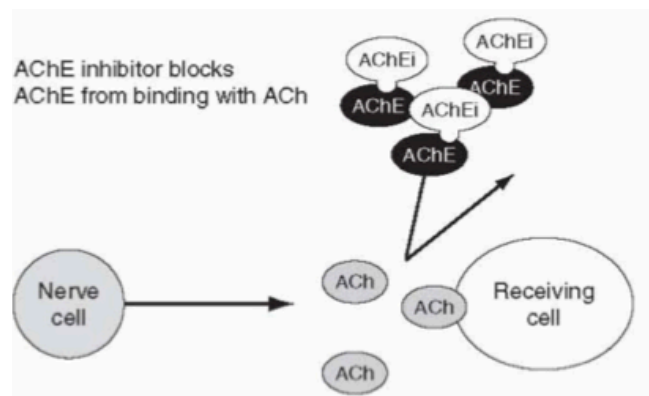 AChE inhibitor blocks
AChE from binding with ACh
AChEi
AChEi
AChE
AChE
AChEi
AChE
Nerve
cell
ACh
ACh
ACh
Receiving
cell